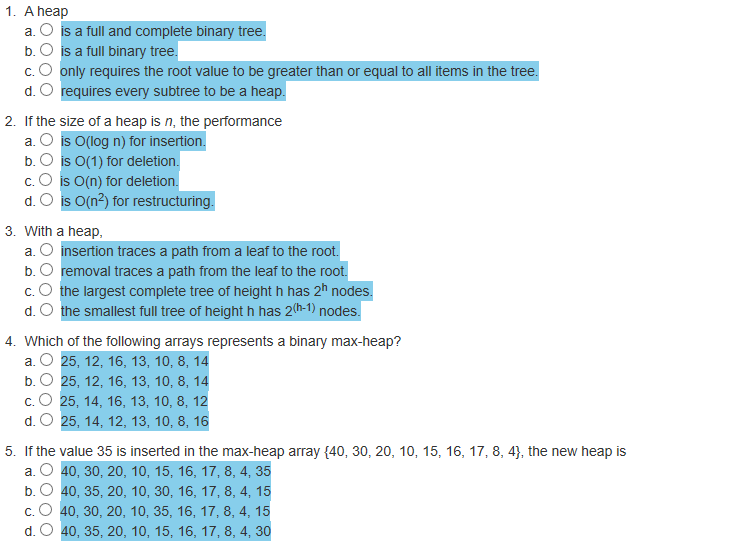 1. A heap
a. is a full and complete binary tree.
b. is a full binary tree.
c. only requires the root value to be greater than or equal to all items in the tree.
d. requires every subtree to be a heap.
2. If the size of a heap is n, the performance
a. is O(log n) for insertion.
b. is O(1) for deletion.
c. is O(n) for deletion.
d. is O(n²) for restructuring.
3. With a heap,
a. insertion traces a path from a leaf to the root.
b. removal traces a path from the leaf to the root.
c. the largest complete tree of height h has 2ʰ nodes.
d. the smallest full tree of height h has 2⁽ʰ⁻¹⁾ nodes.
4. Which of the following arrays represents a binary max-heap?
a. 25, 12, 16, 13, 10, 8, 14
b. 25, 12, 16, 13, 10, 8, 14
c. 25, 14, 16, 13, 10, 8, 12
d. 25, 14, 12, 13, 10, 8, 16
5. If the value 35 is inserted in the max-heap array {40, 30, 20, 10, 15, 16, 17, 8, 4}, the new heap is
a. 40, 30, 20, 10, 15, 16, 17, 8, 4, 35
b. 40, 35, 20, 10, 30, 16, 17, 8, 4, 15
c. 40, 30, 20, 10, 35, 16, 17, 8, 4, 15
d. 40, 35, 20, 10, 15, 16, 17, 8, 4, 30